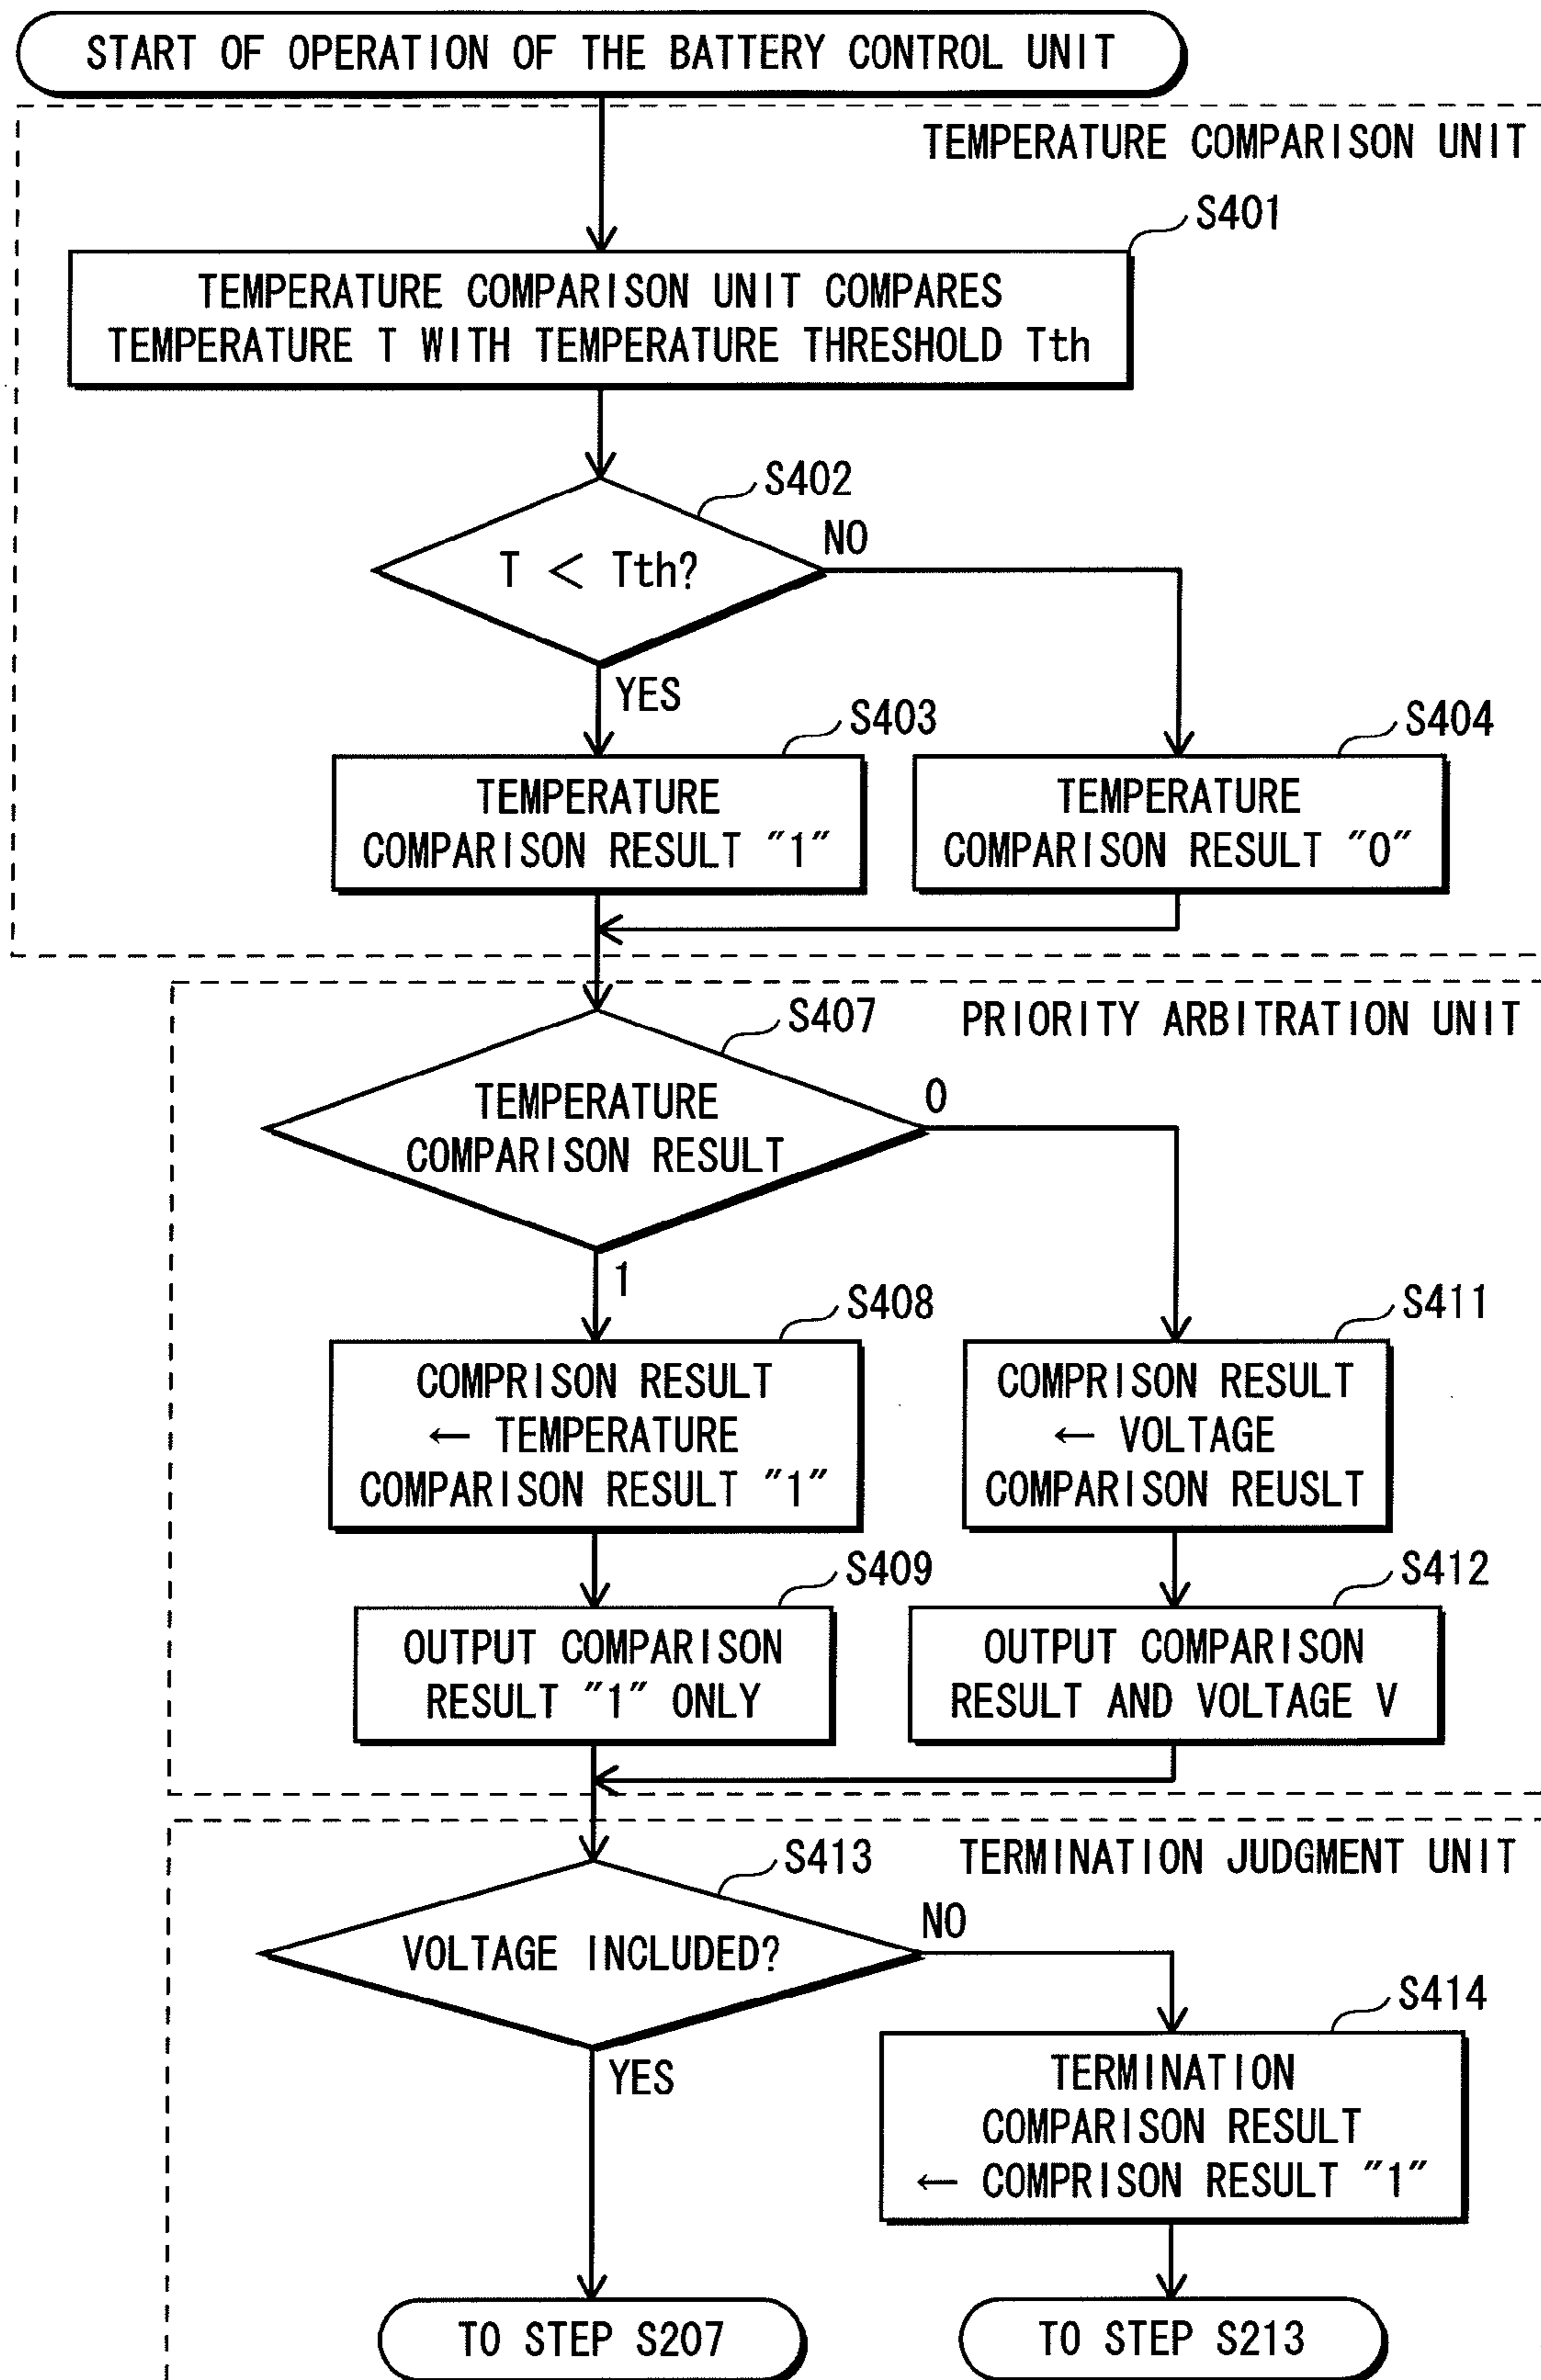 START OF OPERATION OF THE BATTERY CONTROL UNIT
TEMPERATURE COMPARISON UNIT
S401
TEMPERATURE COMPARISON UNIT COMPARES
TEMPERATURE T WITH TEMPERATURE THRESHOLD Tth
S402
T < Tth?
NO
YES
S403
TEMPERATURE
COMPARISON RESULT "1"
S404
TEMPERATURE
COMPARISON RESULT "0"
PRIORITY ARBITRATION UNIT
S407
TEMPERATURE
COMPARISON RESULT
0
1
S408
COMPRISON RESULT
← TEMPERATURE
COMPARISON RESULT "1"
S411
COMPRISON RESULT
← VOLTAGE
COMPARISON REUSLT
S409
OUTPUT COMPARISON
RESULT "1" ONLY
S412
OUTPUT COMPARISON
RESULT AND VOLTAGE V
TERMINATION JUDGMENT UNIT
S413
VOLTAGE INCLUDED?
NO
YES
S414
TERMINATION
COMPARISON RESULT
← COMPRISON RESULT "1"
TO STEP S207
TO STEP S213